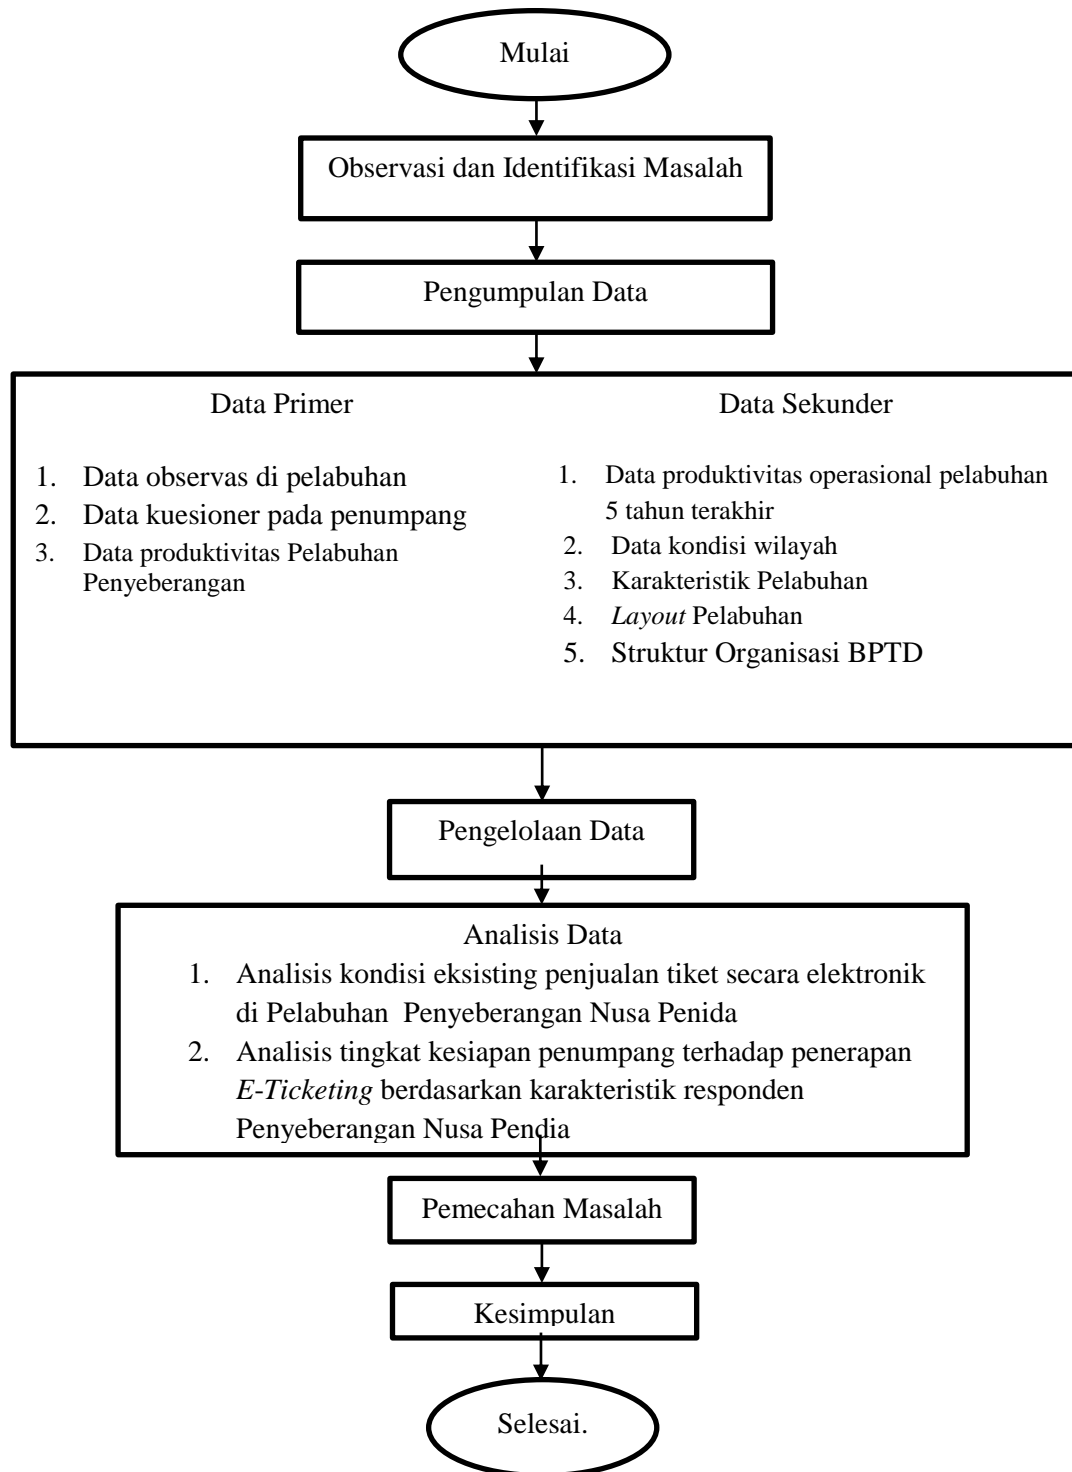 Mulai
Observasi dan Identifikasi Masalah
Pengumpulan Data
Data Primer
1. Data observas di pelabuhan
2. Data kuesioner pada penumpang
3. Data produktivitas Pelabuhan
Penyeberangan
Data Sekunder
1. Data produktivitas operasional pelabuhan
5 tahun terakhir
2. Data kondisi wilayah
3. Karakteristik Pelabuhan
4. Layout Pelabuhan
5. Struktur Organisasi BPTD
Pengelolaan Data
Analisis Data
1. Analisis kondisi eksisting penjualan tiket secara elektronik
di Pelabuhan Penyeberangan Nusa Penida
2. Analisis tingkat kesiapan penumpang terhadap penerapan
E-Ticketing berdasarkan karakteristik responden
Penyeberangan Nusa Pendia
Pemecahan Masalah
Kesimpulan
Selesai.